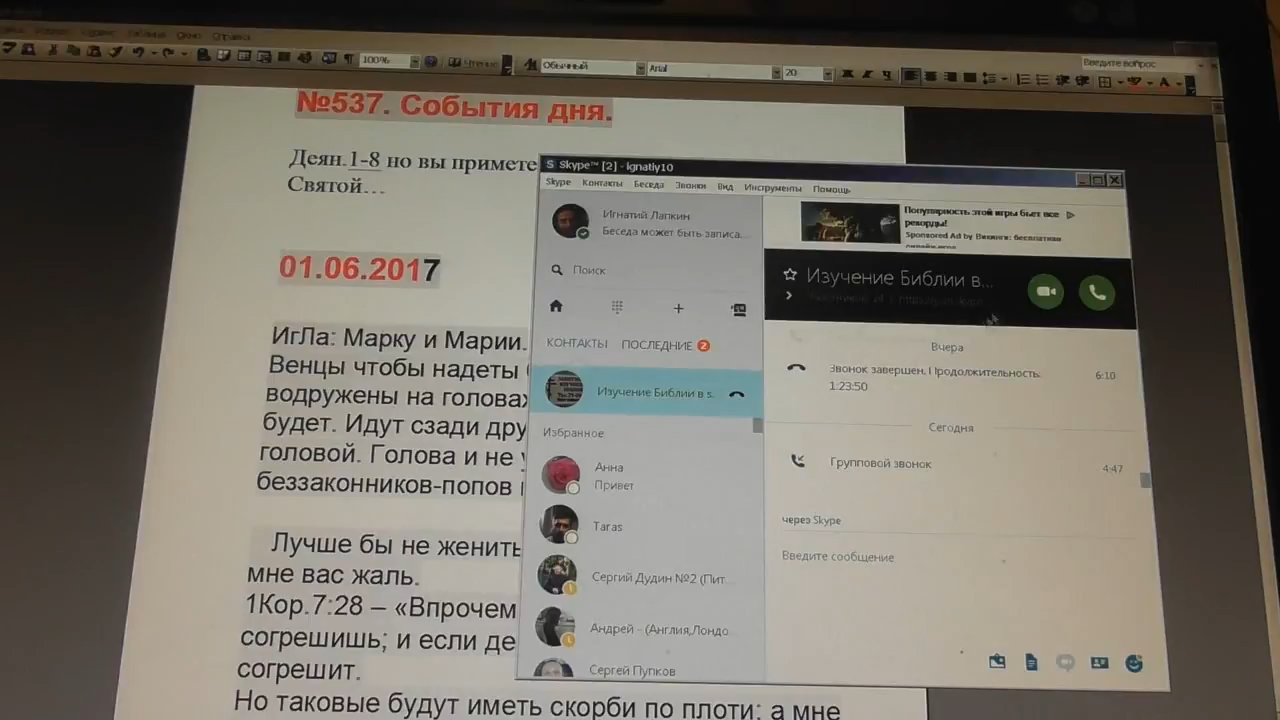 Окно Справка
100% Чтение Обычный Arial 20 Введите вопрос
№537. События дня.
Деян.1-8 но вы примете
Святой...
01.06.2017
ИгЛа: Марку и Марии.
Венцы чтобы надеты
водружены на головах
будет. Идут сзади дру
головой. Голова и не
беззаконников-попов
Лучше бы не женить
мне вас жаль.
1Кор.7:28 – «Впрочем
согрешишь; и если де
согрешит.
Но таковые будут иметь скорби по плоти; а мне
Skype™ [2] - ignatiy10
Skype Контакты Беседа Звонки Вид Инструменты Помощь
Игнатий Лапкин
Беседа может быть записа...
Поиск
КОНТАКТЫ ПОСЛЕДНИЕ 2
Изучение Библии в s.
Избранное
Анна
Привет
Taras
Сергий Дудин №2 (Пит...
Андрей - (Англия,Лондо
Сергей Пупков
Популярность этой игры бьет все
рекорды!
Sponsored Ad by Викинги: бесплатная
Изучение Библии в...
Вчера
Звонок завершен. Продолжительность:
1:23:50
6:10
Сегодня
Групповой звонок 4:47
через Skype
Введите сообщение